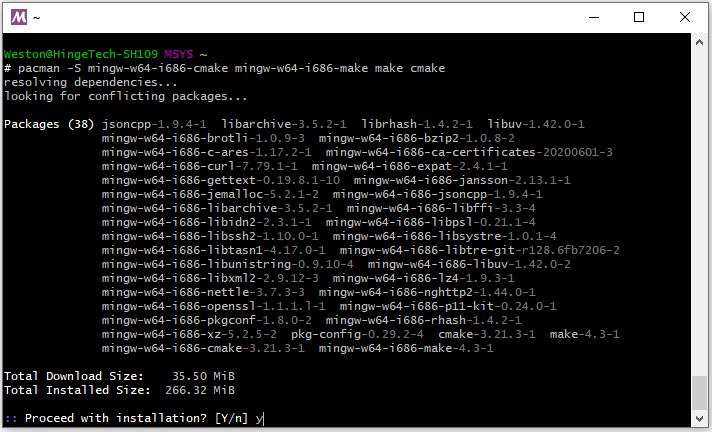 M ~
Weston@HingeTech-SH109 MSYS ~
# pacman -S mingw-w64-i686-cmake mingw-w64-i686-make make cmake
resolving dependencies...
looking for conflicting packages...
Packages (38) jsoncpp-1.9.4-1 libarchive-3.5.2-1 librhash-1.4.2-1 libuv-1.42.0-1
mingw-w64-i686-brotli-1.0.9-3 mingw-w64-i686-bzip2-1.0.8-2
mingw-w64-i686-c-ares-1.17.2-1 mingw-w64-i686-ca-certificates-20200601-3
mingw-w64-i686-curl-7.79.1-1 mingw-w64-i686-expat-2.4.1-1
mingw-w64-i686-gettext-0.19.8.1-10 mingw-w64-i686-jansson-2.13.1-1
mingw-w64-i686-jemalloc-5.2.1-2 mingw-w64-i686-jsoncpp-1.9.4-1
mingw-w64-i686-libarchive-3.5.2-1 mingw-w64-i686-libffi-3.3-4
mingw-w64-i686-libidn2-2.3.1-1 mingw-w64-i686-libpsl-0.21.1-4
mingw-w64-i686-libssh2-1.10.0-1 mingw-w64-i686-libsystre-1.0.1-4
mingw-w64-i686-libtasn1-4.17.0-1 mingw-w64-i686-libtre-git-r128.6fb7206-2
mingw-w64-i686-libunistring-0.9.10-4 mingw-w64-i686-libuv-1.42.0-2
mingw-w64-i686-libxml2-2.9.12-3 mingw-w64-i686-lz4-1.9.3-1
mingw-w64-i686-nettle-3.7.3-3 mingw-w64-i686-nghttp2-1.44.0-1
mingw-w64-i686-openssl-1.1.1.l-1 mingw-w64-i686-p11-kit-0.24.0-1
mingw-w64-i686-pkgconf-1.8.0-2 mingw-w64-i686-rhash-1.4.2-1
mingw-w64-i686-xz-5.2.5-2 pkg-config-0.29.2-4 cmake-3.21.3-1 make-4.3-1
mingw-w64-i686-cmake-3.21.3-1 mingw-w64-i686-make-4.3-1
Total Download Size: 35.50 MiB
Total Installed Size: 266.32 MiB
:: Proceed with installation? [Y/n] y